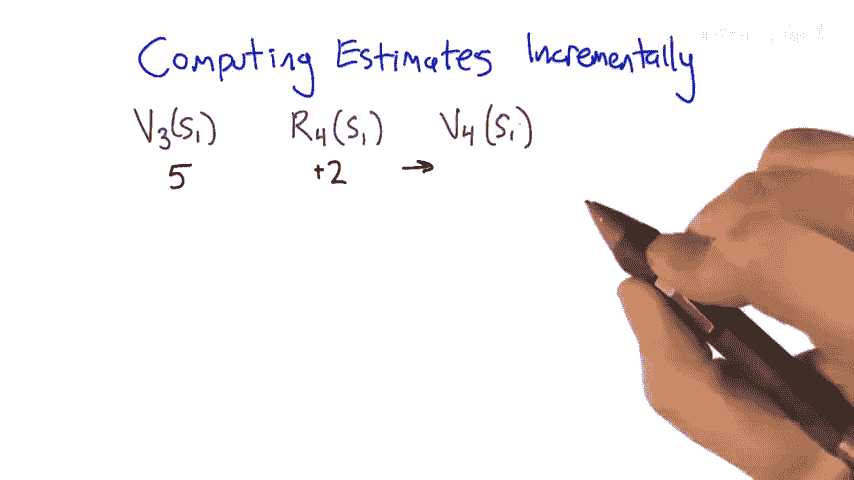 Computing Estimates Incrementally
V₃(S₁) R₄(S₁) V₄(S₁)
5 +2 →